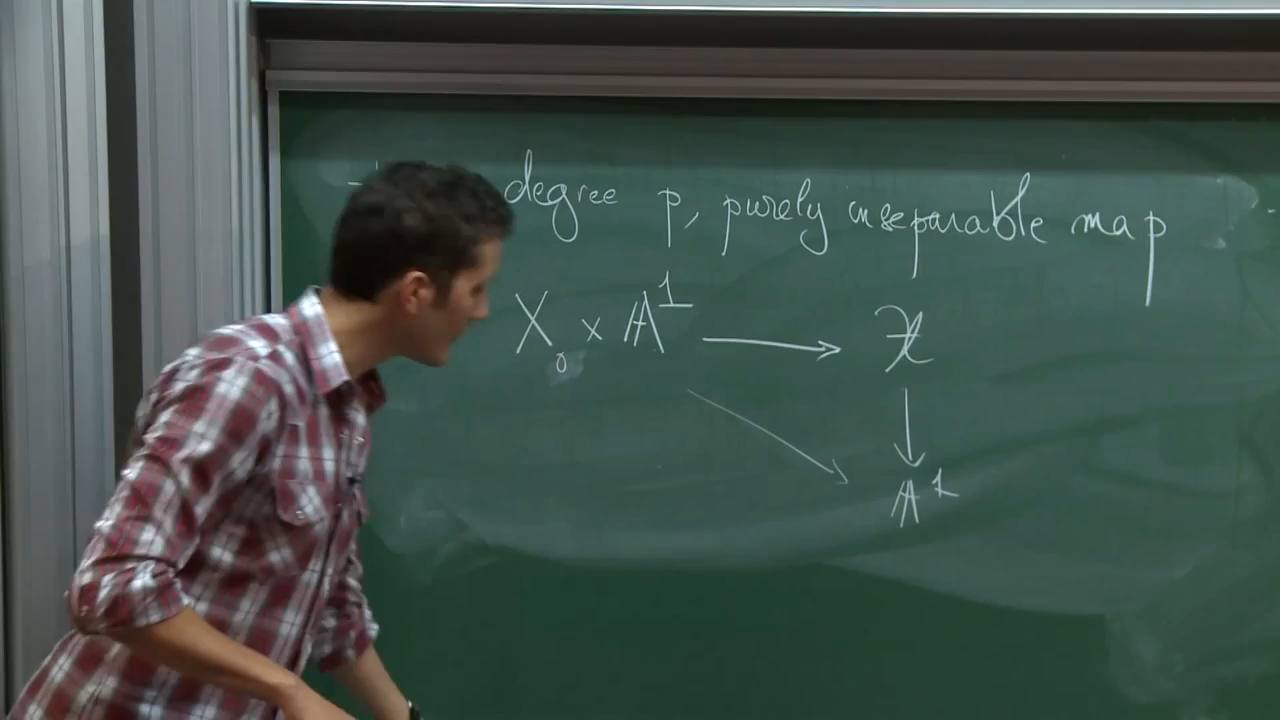 degree p, purely inseparable map
X₀ × 𝔸¹ ⟶ 𝒳
𝔸¹